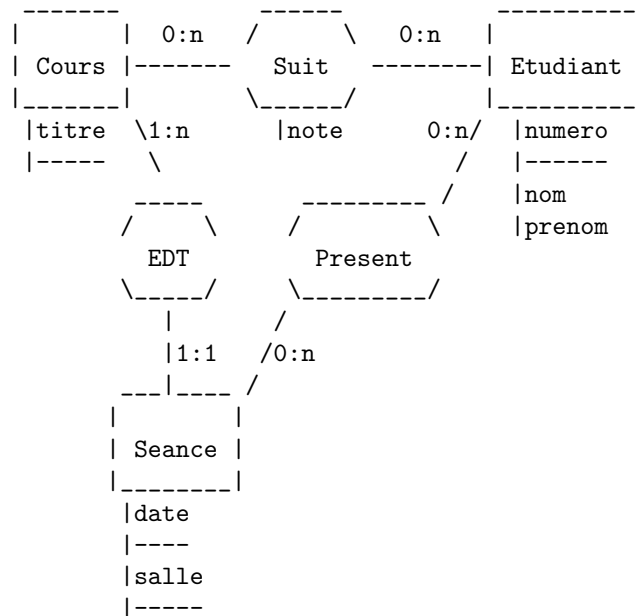 0:n 0:n
Cours Suit Etudiant
titre 1:n note 0:n numero
nom
prenom
EDT Present
1:1 0:n
Seance
date
salle